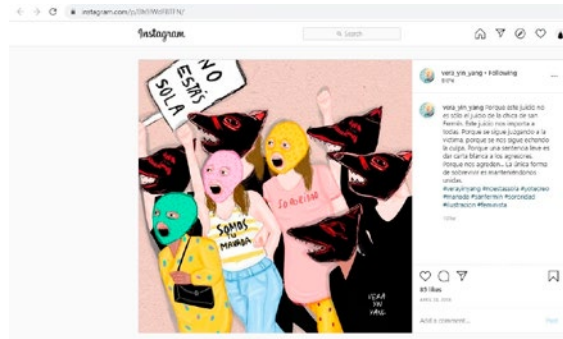 Instagram
Search
vera_yin_yang • Following
vera_yin_yang Porque este juicio no
es sólo el juicio de la chica de san
Fermín. Este juicio nos importa a
todas. Porque se sigue juzgando a la
víctima, porque se nos sigue echando
la culpa. Porque una sentencia leve es
dar carta blanca a los agresores.
Porque nos agreden... La única forma
de sobrevivir es manteniéndonos
unidas.
#verayinyang #noestassola #yotecreo
#manada #sanfermin #sororidad
#ilustracion #feminista
NO
ESTÁS
SOLA
SORORIDAD
SOMOS
TU
MANADA
VERA
YIN
YANG
85 likes
Add a comment...
Post